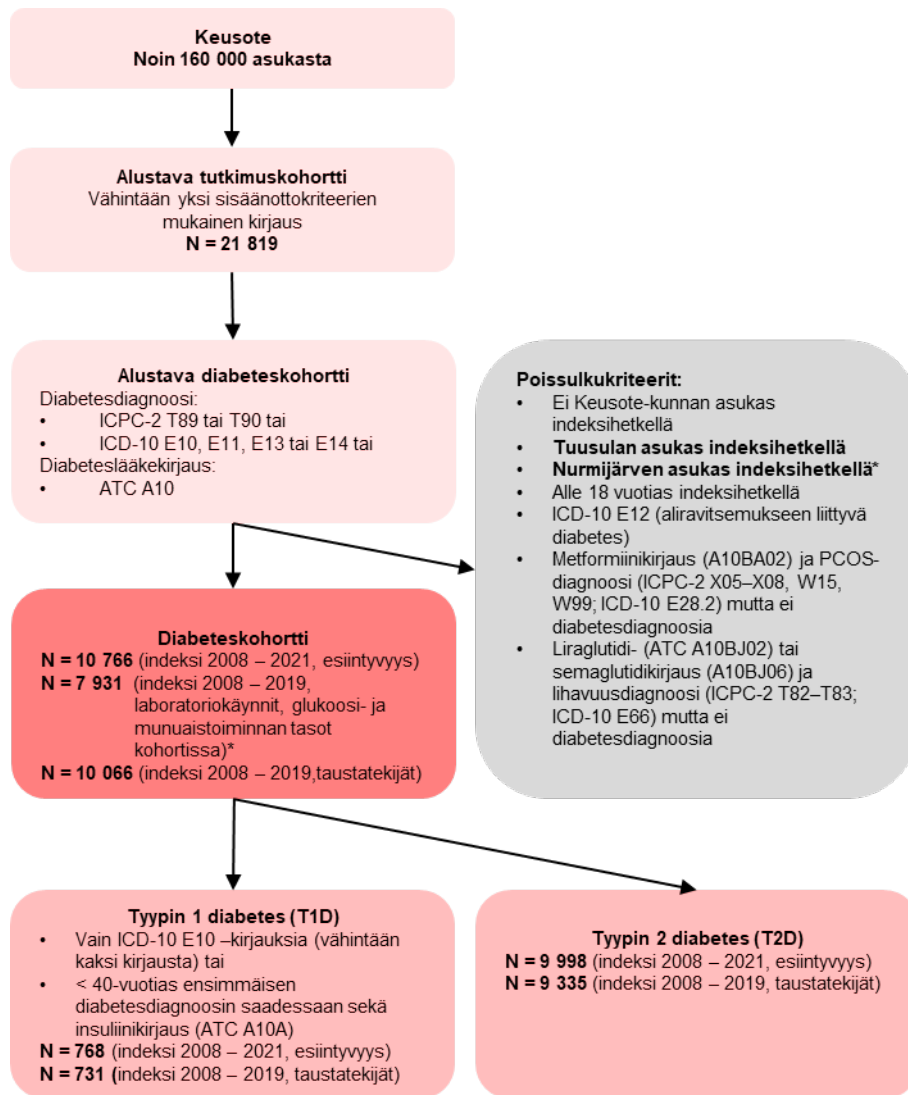 Keusote
Noin 160 000 asukasta
Alustava tutkimuskohortti
Vähintään yksi sisäänottokriteerien
mukainen kirjaus
N = 21 819
Alustava diabeteskohortti
Diabetesdiagnoosi:
• ICPC-2 T89 tai T90 tai
• ICD-10 E10, E11, E13 tai E14 tai
Diabeteslääkekirjaus:
• ATC A10
Poissulkukriteerit:
• Ei Keusote-kunnan asukas
indeksihetkellä
• Tuusulan asukas indeksihetkellä
• Nurmijärven asukas indeksihetkellä*
• Alle 18 vuotias indeksihetkellä
• ICD-10 E12 (aliravitsemukseen liittyvä
diabetes)
• Metformiinikirjaus (A10BA02) ja PCOS-
diagnoosi (ICPC-2 X05–X08, W15,
W99; ICD-10 E28.2) mutta ei
diabetesdiagnoosia
• Liraglutidi- (ATC A10BJ02) tai
semaglutidikirjaus (A10BJ06) ja
lihavuusdiagnoosi (ICPC-2 T82–T83;
ICD-10 E66) mutta ei
diabetesdiagnoosia
Diabeteskohortti
N = 10 766 (indeksi 2008 – 2021, esiintyvyys)
N = 7 931 (indeksi 2008 – 2019,
laboratoriokäynnit, glukoosi- ja
munuaistoiminnan tasot
kohortissa)*
N = 10 066 (indeksi 2008 – 2019,taustatekijät)
Tyypin 1 diabetes (T1D)
• Vain ICD-10 E10 –kirjauksia (vähintään
kaksi kirjausta) tai
• < 40-vuotias ensimmäisen
diabetesdiagnoosin saadessaan sekä
insuliinikirjaus (ATC A10A)
N = 768 (indeksi 2008 – 2021, esiintyvyys)
N = 731 (indeksi 2008 – 2019, taustatekijät)
Tyypin 2 diabetes (T2D)
N = 9 998 (indeksi 2008 – 2021, esiintyvyys)
N = 9 335 (indeksi 2008 – 2019, taustatekijät)